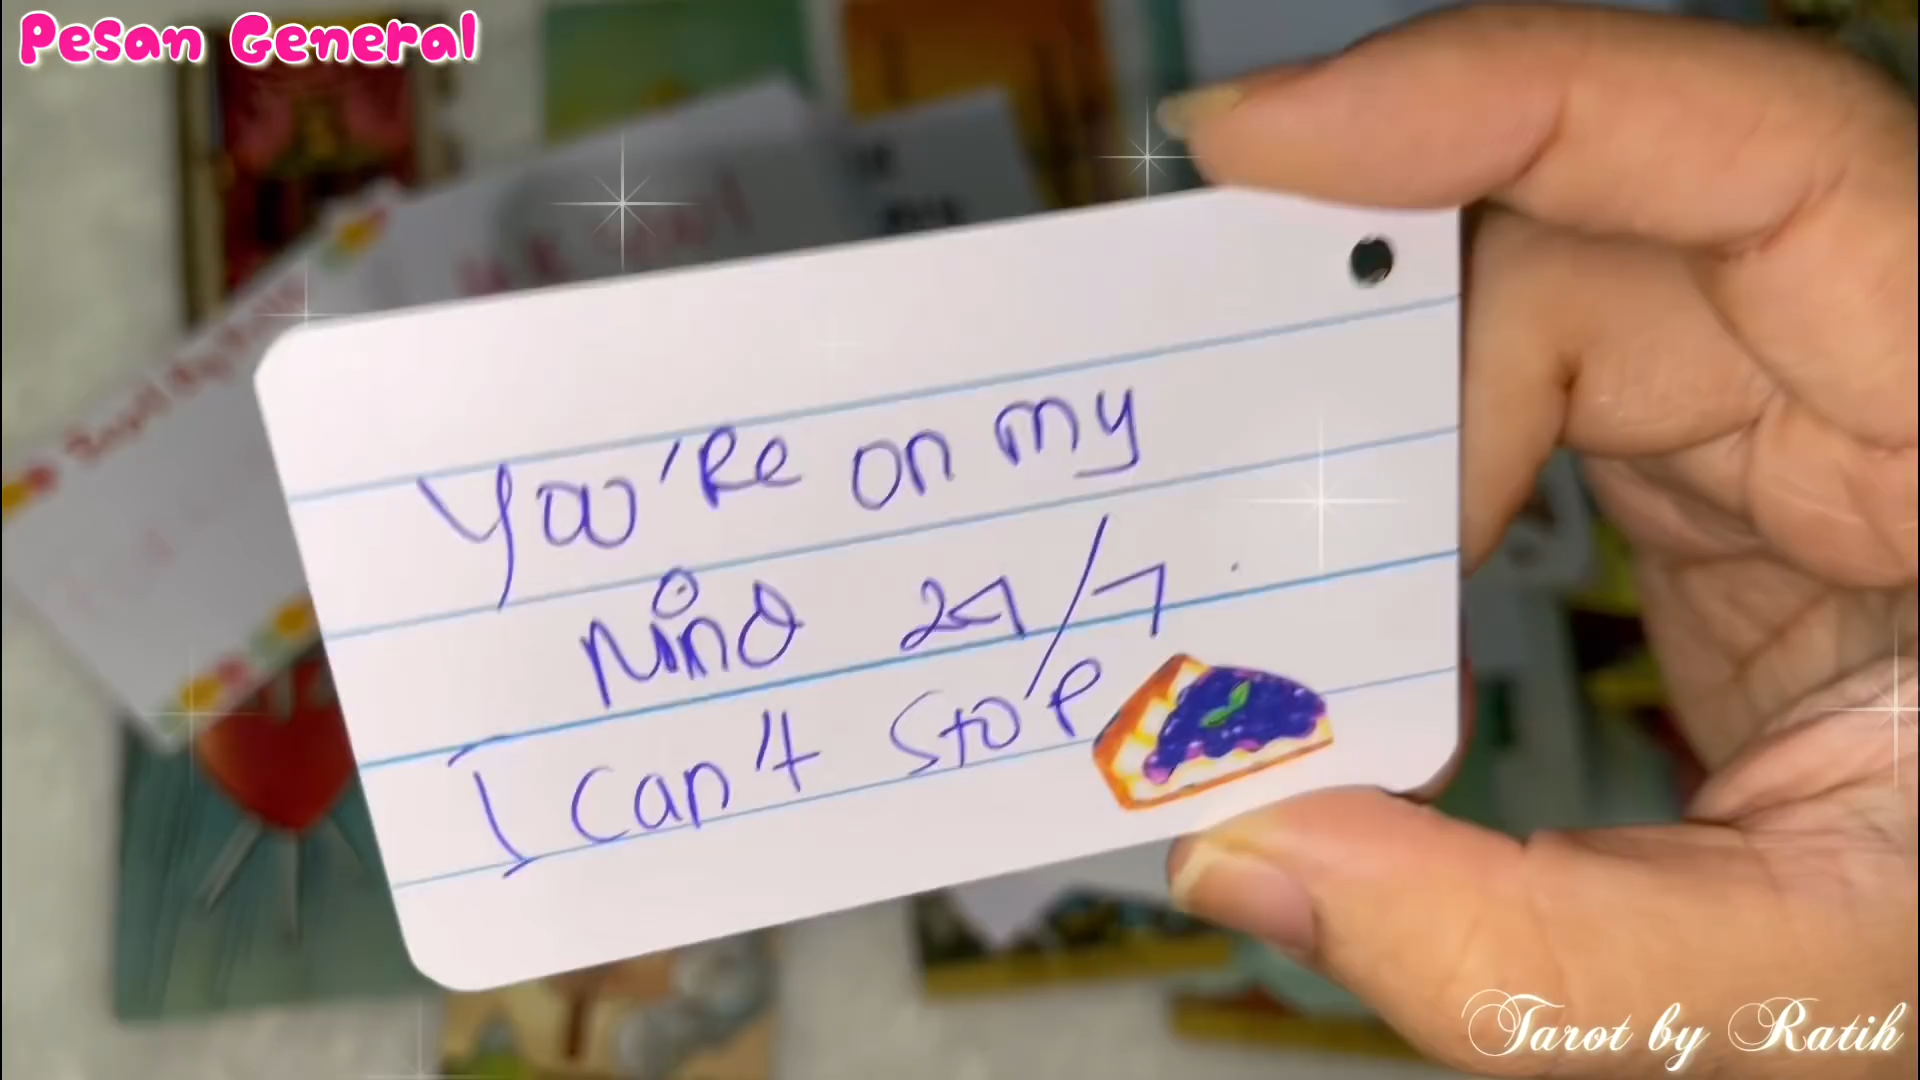 Pesan General
You're on my
Mind 24/7.
I can't stop
Tarot by Ratih